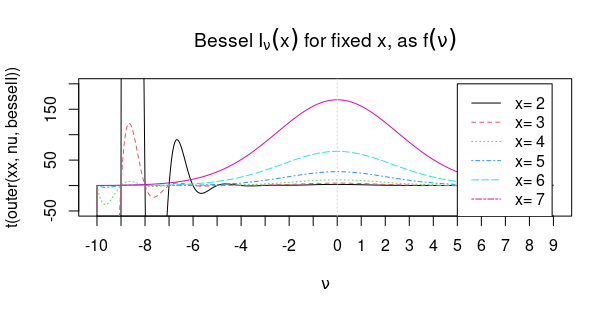 Bessel Iν(x) for fixed x, as f(ν)
t(outer(xx, nu, besselI))
150
50
-50
x= 2
x= 3
x= 4
x= 5
x= 6
x= 7
-10 -8 -6 -4 -2 0 1 2 3 4 5 6 7 8 9
ν